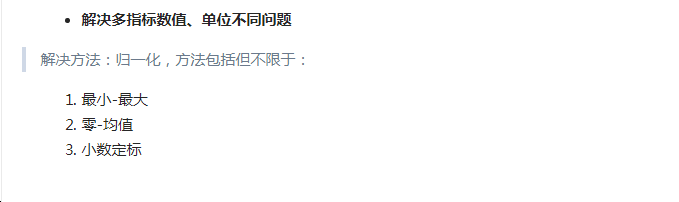 • 解决多指标数值、单位不同问题
解决方法：归一化，方法包括但不限于：
1. 最小-最大
2. 零-均值
3. 小数定标